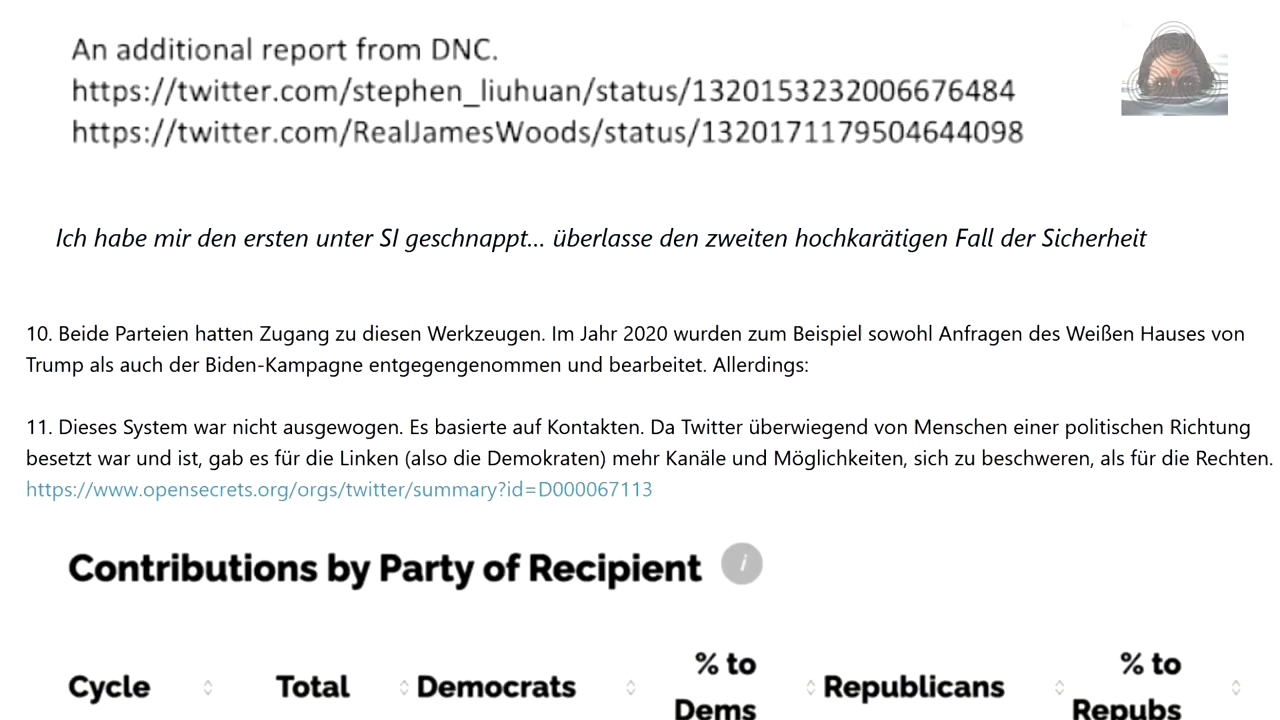 An additional report from DNC.
https://twitter.com/stephen_liuhuan/status/1320153232006676484
https://twitter.com/RealJamesWoods/status/1320171179504644098
Ich habe mir den ersten unter SI geschnappt... überlasse den zweiten hochkarätigen Fall der Sicherheit
10. Beide Parteien hatten Zugang zu diesen Werkzeugen. Im Jahr 2020 wurden zum Beispiel sowohl Anfragen des Weißen Hauses von
Trump als auch der Biden-Kampagne entgegengenommen und bearbeitet. Allerdings:
11. Dieses System war nicht ausgewogen. Es basierte auf Kontakten. Da Twitter überwiegend von Menschen einer politischen Richtung
besetzt war und ist, gab es für die Linken (also die Demokraten) mehr Kanäle und Möglichkeiten, sich zu beschweren, als für die Rechten.
https://www.opensecrets.org/orgs/twitter/summary?id=D000067113
Contributions by Party of Recipient i
Cycle Total Democrats % to Dems Republicans % to Repubs